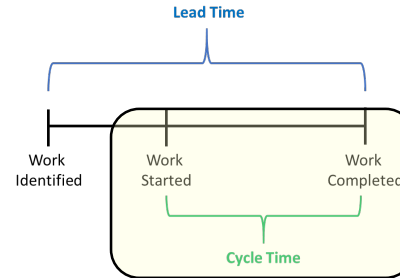 Lead Time
Work
Identified
Work
Started
Work
Completed
Cycle Time